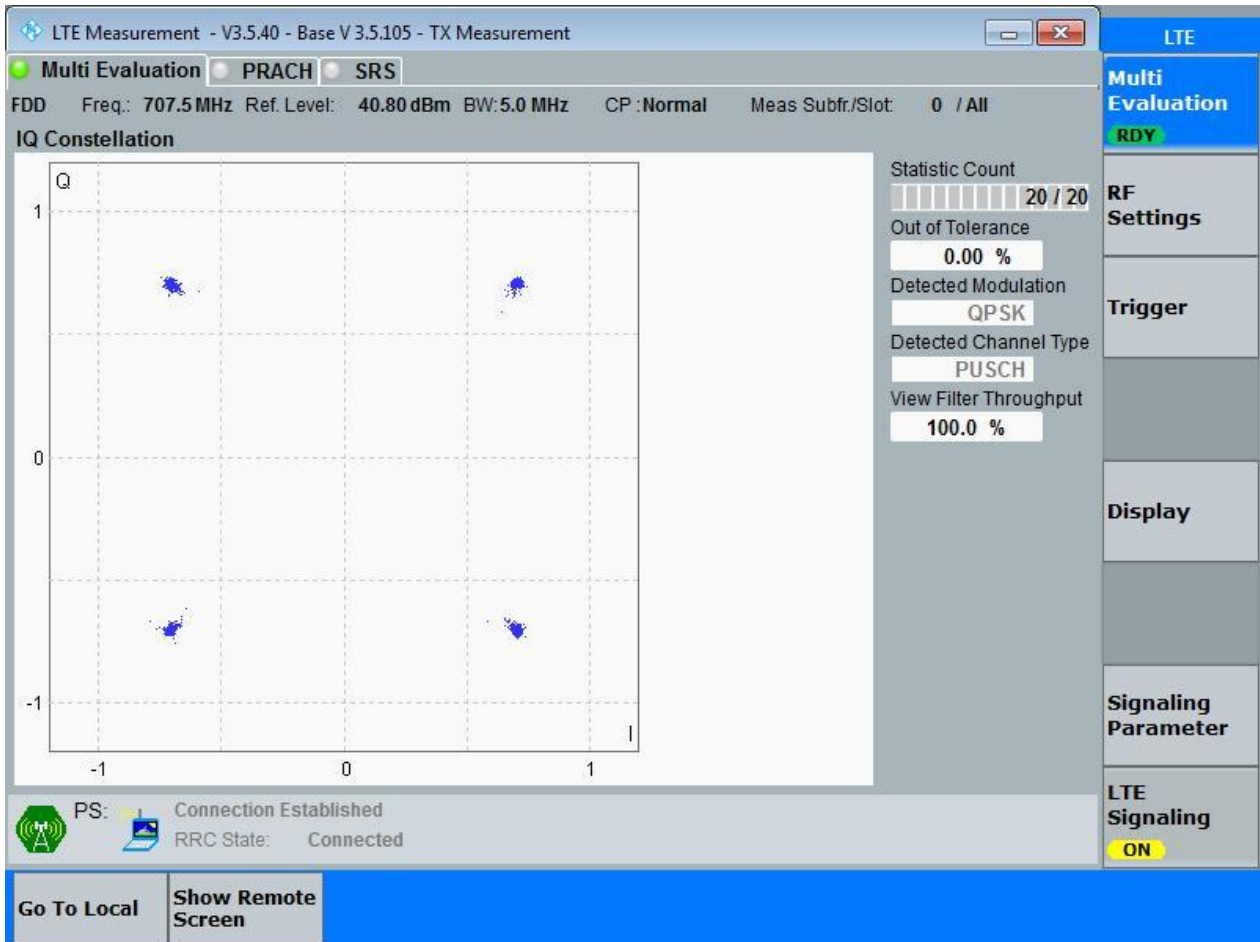 LTE Measurement - V3.5.40 - Base V 3.5.105 - TX Measurement
LTE
Multi Evaluation PRACH SRS
Multi
Evaluation
RDY
FDD Freq.: 707.5 MHz Ref. Level: 40.80 dBm BW: 5.0 MHz CP : Normal Meas Subfr./Slot: 0 / All
IQ Constellation
Q
1
0
-1
I
-1 0 1
Statistic Count
20 / 20
Out of Tolerance
0.00 %
Detected Modulation
QPSK
Detected Channel Type
PUSCH
View Filter Throughput
100.0 %
RF
Settings
Trigger
Display
Signaling
Parameter
LTE
Signaling
ON
PS: Connection Established
RRC State: Connected
Go To Local
Show Remote
Screen